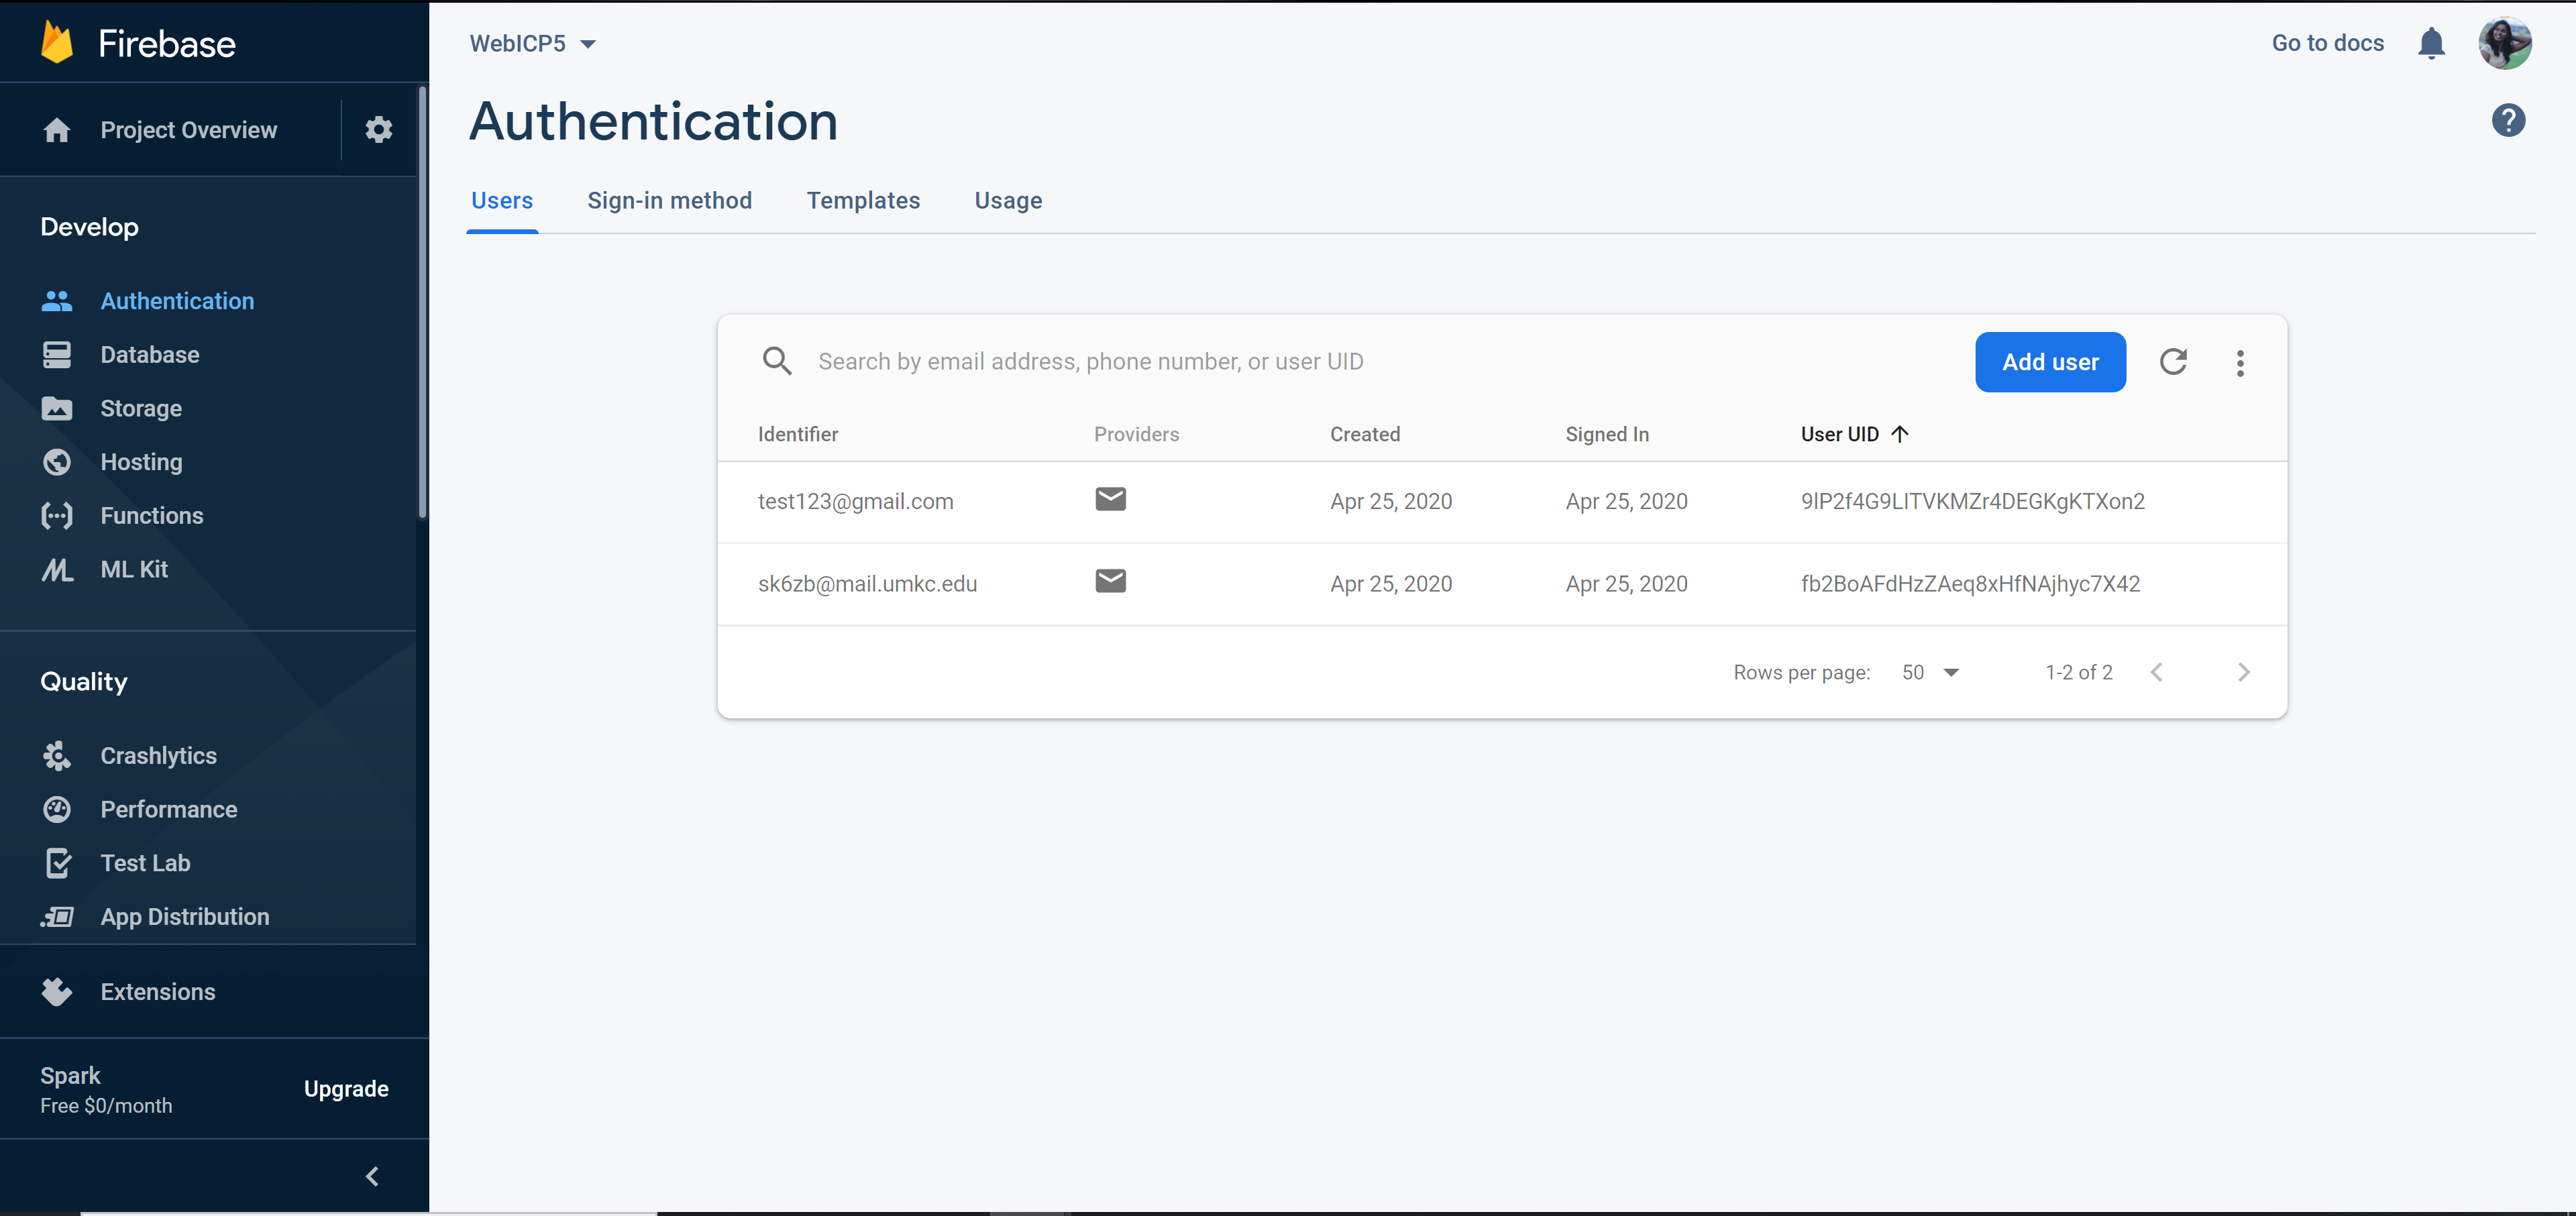 Firebase
Project Overview
Develop
Authentication
Database
Storage
Hosting
Functions
ML Kit
Quality
Crashlytics
Performance
Test Lab
App Distribution
Extensions
Spark
Free $0/month
Upgrade
WebICP5
Go to docs
Authentication
Users Sign-in method Templates Usage
Search by email address, phone number, or user UID
Add user
Identifier Providers Created Signed In User UID
test123@gmail.com Apr 25, 2020 Apr 25, 2020 9lP2f4G9LITVKMZr4DEGKgKTXon2
sk6zb@mail.umkc.edu Apr 25, 2020 Apr 25, 2020 fb2BoAFdHzZAeq8xHfNAjhyc7X42
Rows per page: 50 1-2 of 2